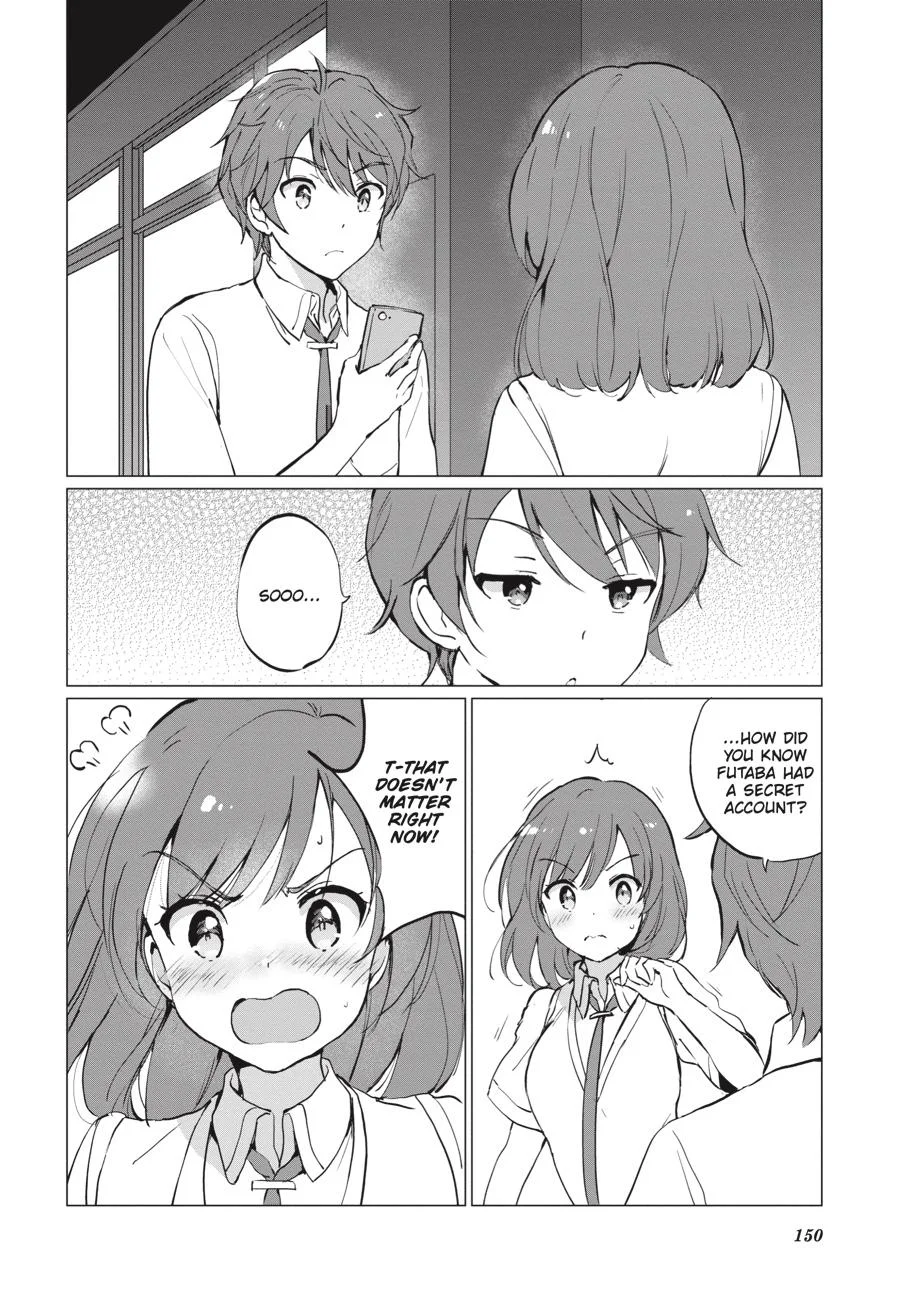 SOOO...
...HOW DID
YOU KNOW
FUTABA HAD
A SECRET
ACCOUNT?
T-THAT
DOESN'T
MATTER
RIGHT
NOW!
150